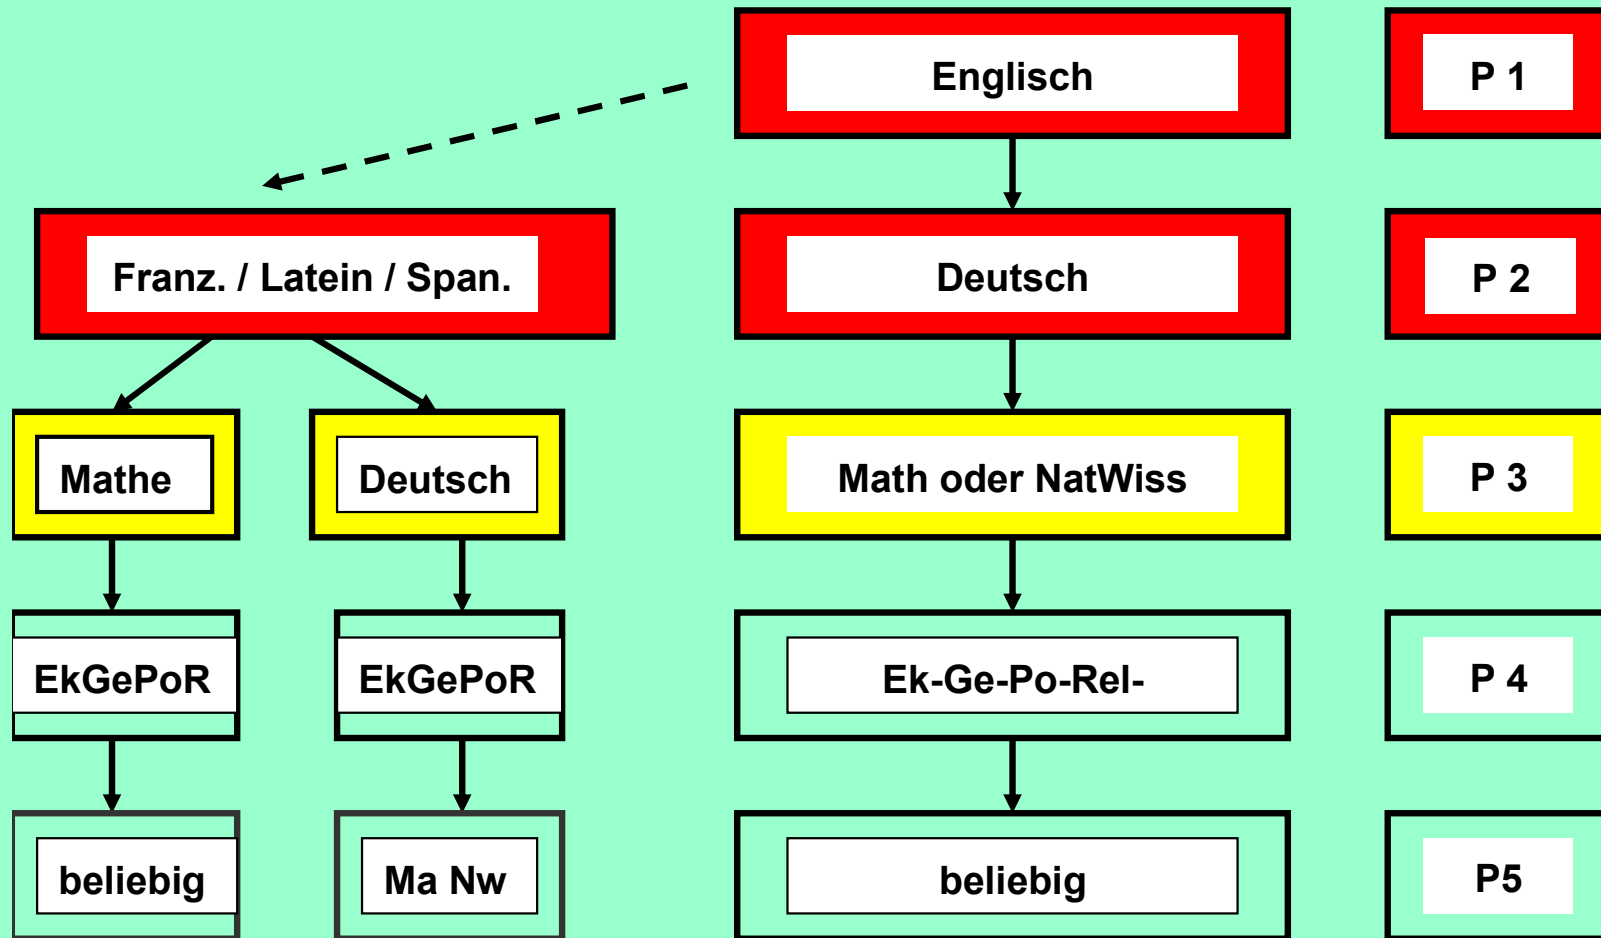 Englisch
P 1
Franz. / Latein / Span.
Deutsch
P 2
Mathe
Deutsch
Math oder NatWiss
P 3
EkGePoR
EkGePoR
Ek-Ge-Po-Rel-
P 4
beliebig
Ma Nw
beliebig
P5